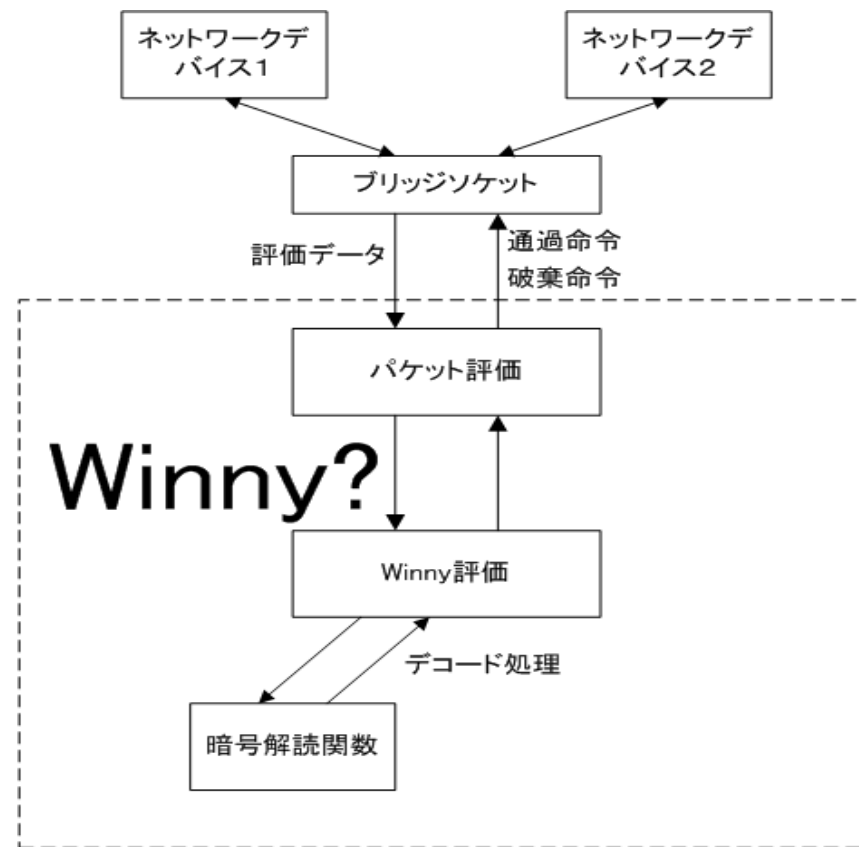 ネットワークデ
バイス1
ネットワークデ
バイス2
ブリッジソケット
評価データ
通過命令
破棄命令
パケット評価
Winny?
Winny評価
デコード処理
暗号解読関数